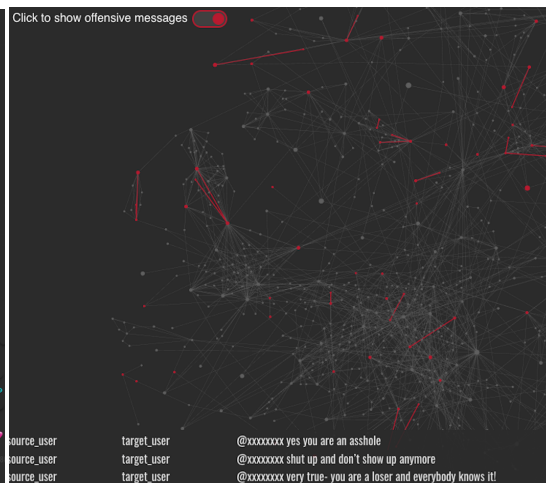 Click to show offensive messages
source_user target_user @xxxxxxxx yes you are an asshole
source_user target_user @xxxxxxxx shut up and don't show up anymore
source_user target_user @xxxxxxxx very true- you are a loser and everybody knows it!